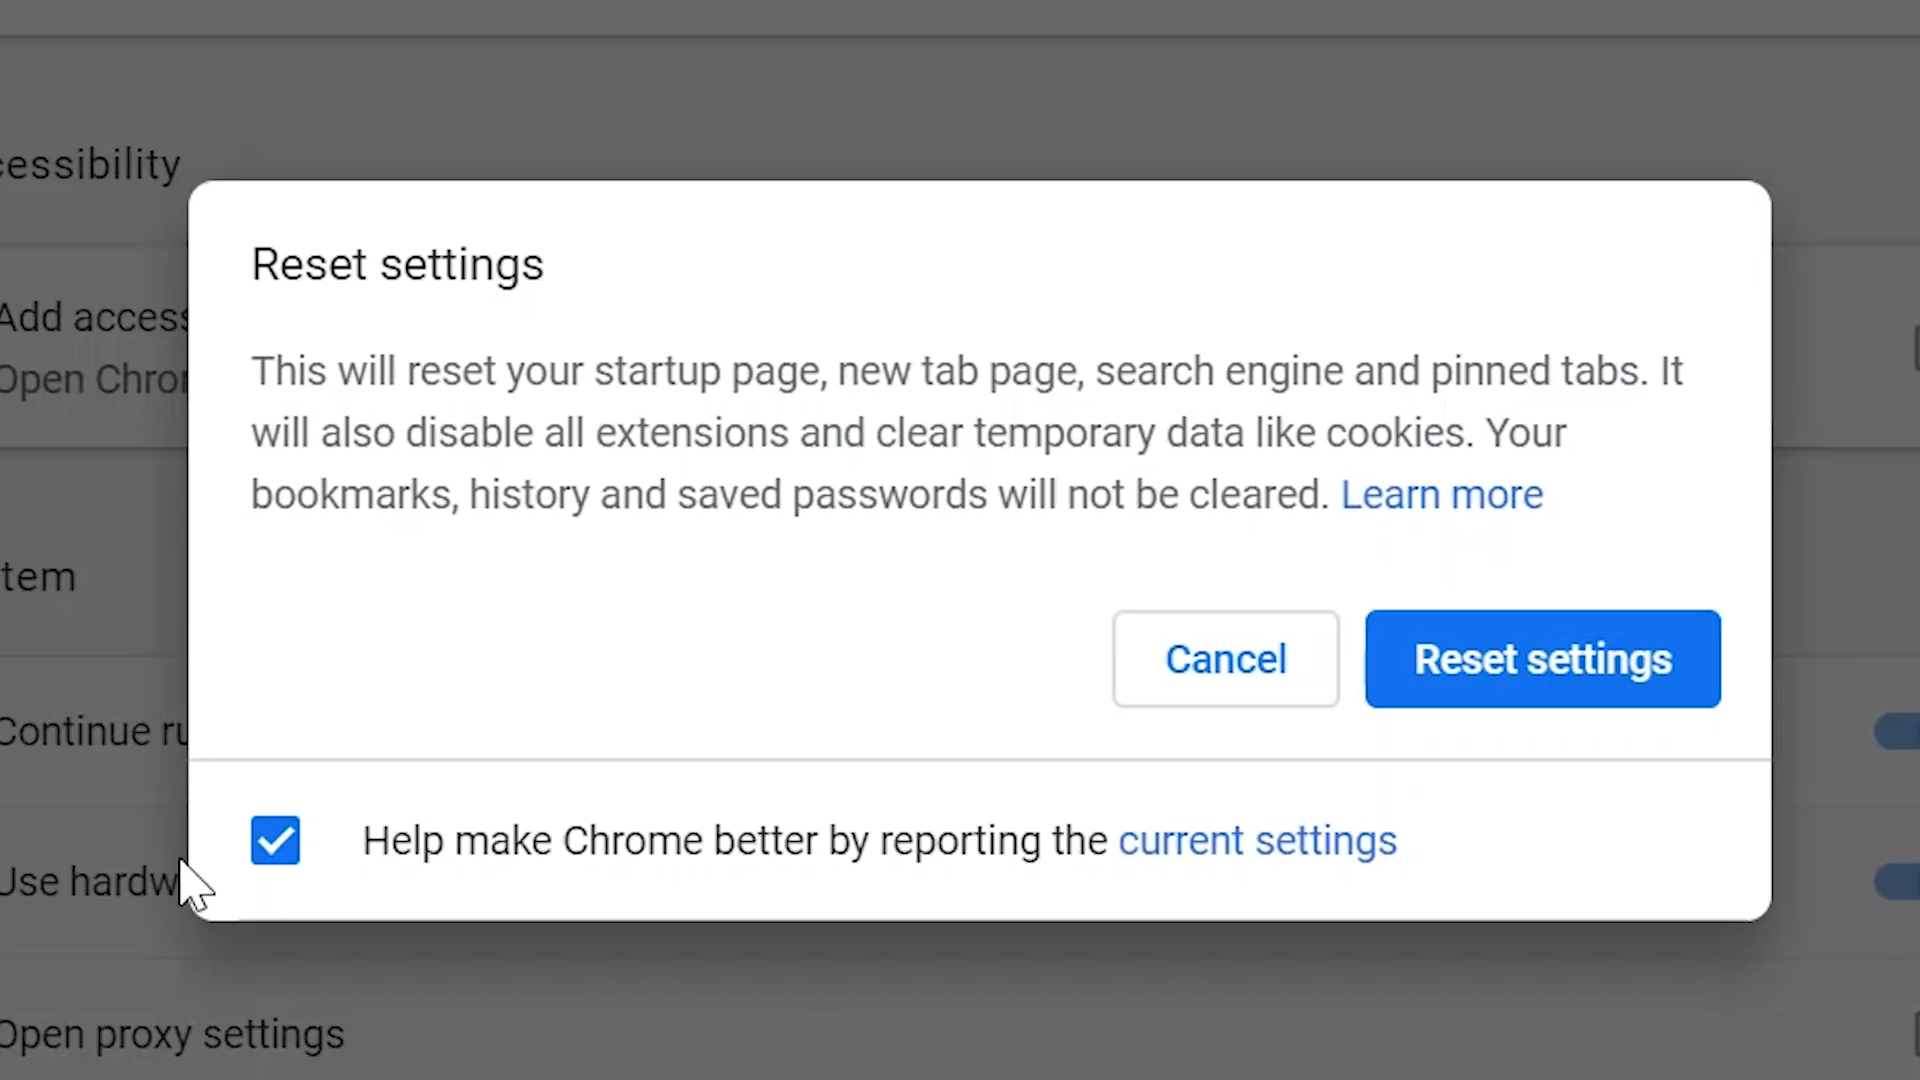 cessibility
Reset settings
Add access
Open Chro
This will reset your startup page, new tab page, search engine and pinned tabs. It
will also disable all extensions and clear temporary data like cookies. Your
bookmarks, history and saved passwords will not be cleared. Learn more
tem
Cancel
Reset settings
Continue ru
Help make Chrome better by reporting the current settings
Use hardw
Open proxy settings